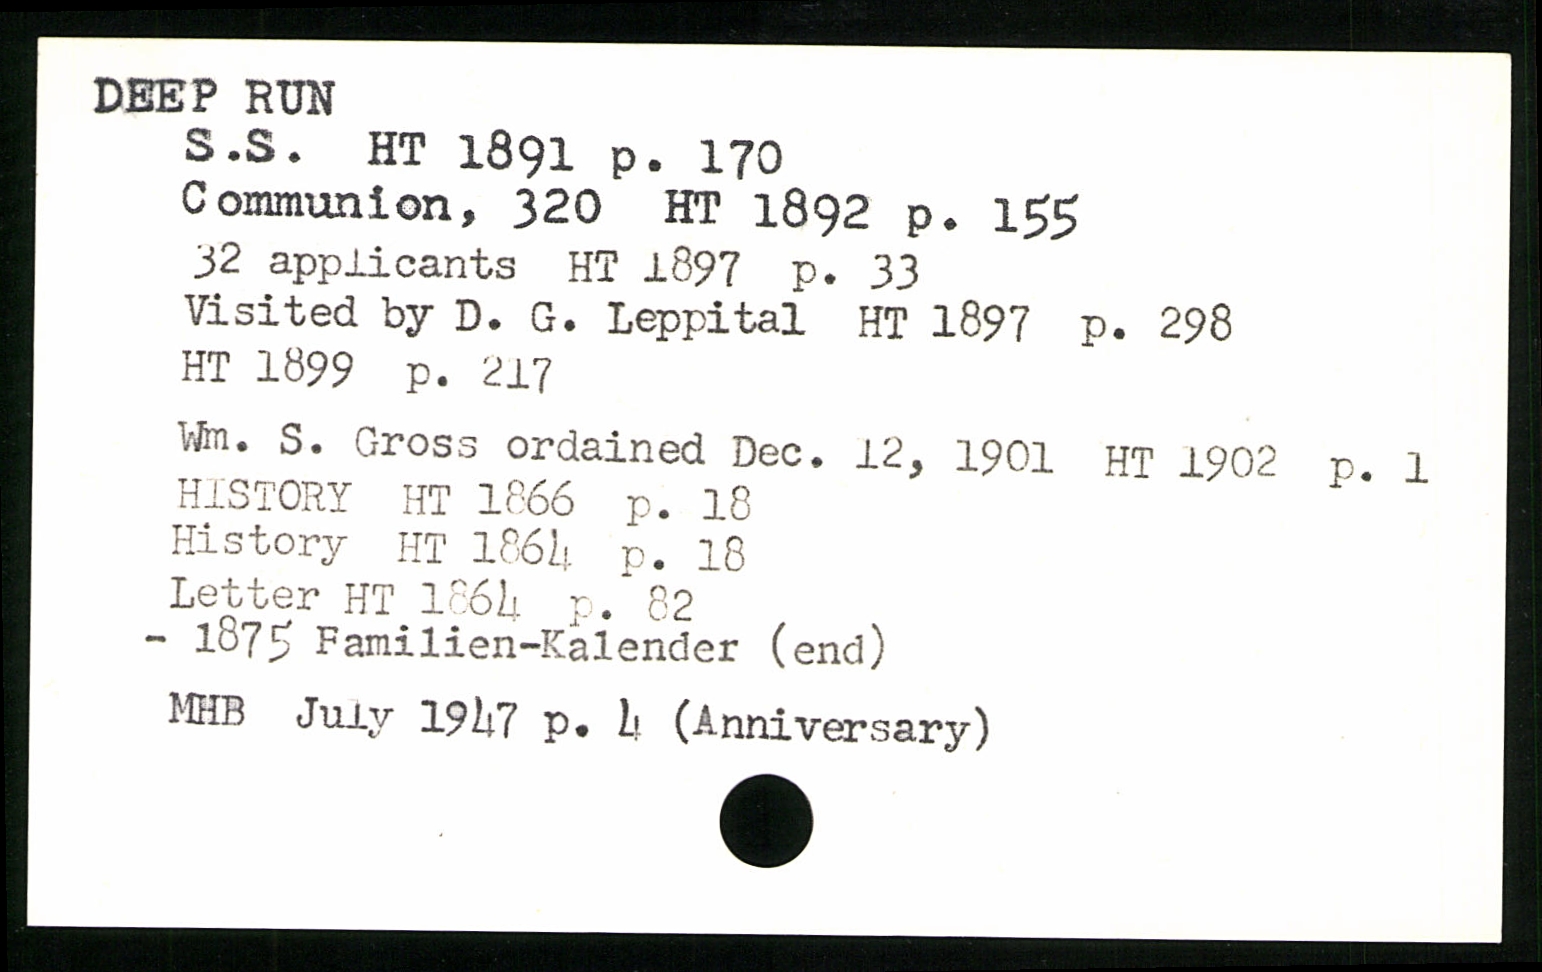 DEEP RUN
S.S. HT 1891 p. 170
Communion, 320 HT 1892 p. 155
32 applicants HT 1897 p. 33
Visited by D. G. Leppital HT 1897 p. 298
HT 1899 p. 217
Wm. S. Gross ordained Dec. 12, 1901 HT 1902 p. 1
HISTORY HT 1866 p. 18
History HT 1864 p. 18
Letter HT 1864 p. 82
- 1875 Familien-Kalender (end)
MHB July 1947 p. 4 (Anniversary)